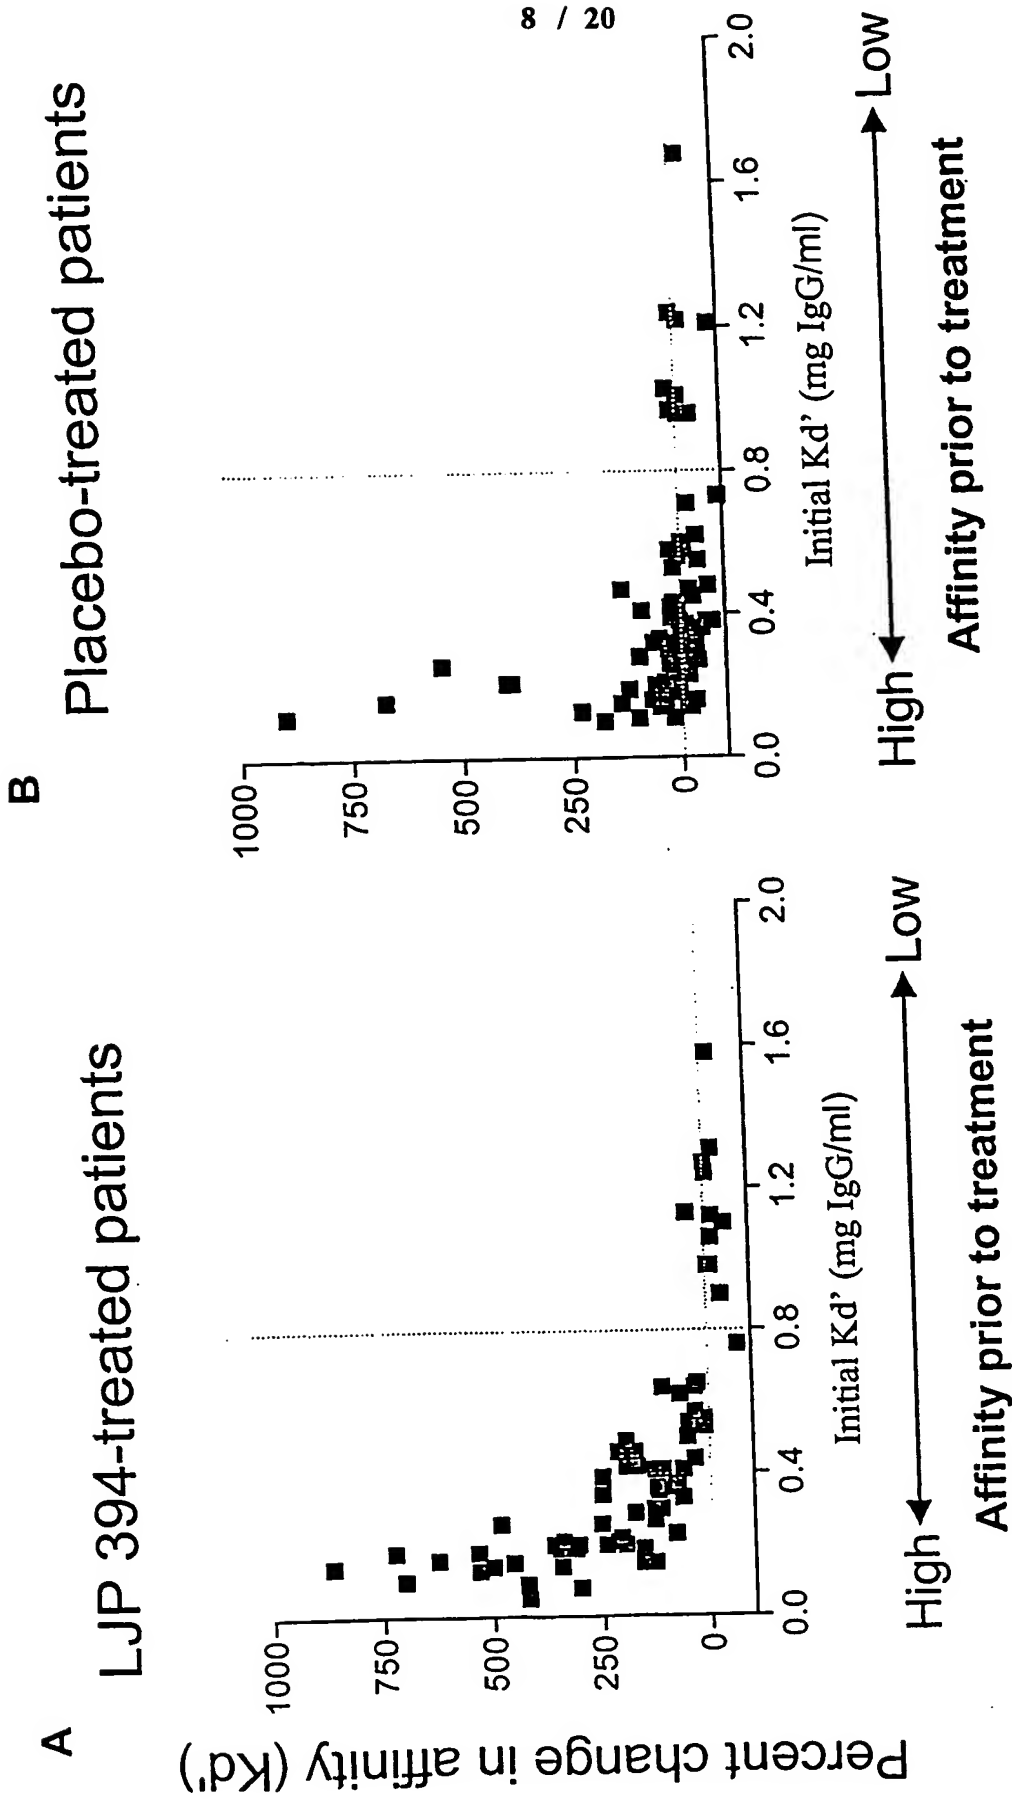 8 / 20
A
LJP 394-treated patients
Percent change in affinity (Kd')
1000
750
500
250
0
0.0
0.4
0.8
1.2
1.6
2.0
Initial Kd' (mg IgG/ml)
High
Low
Affinity prior to treatment
B
Placebo-treated patients
1000
750
500
250
0
0.0
0.4
0.8
1.2
1.6
2.0
Initial Kd' (mg IgG/ml)
High
Low
Affinity prior to treatment